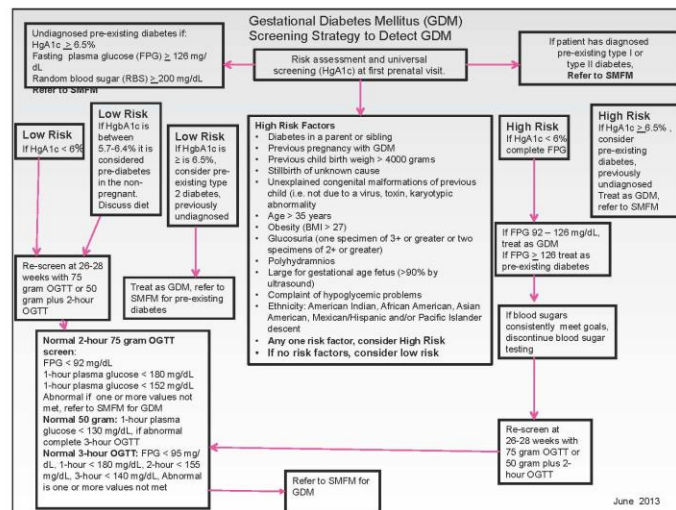 Gestational Diabetes Mellitus (GDM)
Screening Strategy to Detect GDM
Undiagnosed pre-existing diabetes if:
HgA1c > 6.5%
Fasting plasma glucose (FPG) > 126 mg/
dL
Random blood sugar (RBS) > 200 mg/dL
Refer to SMFM
Risk assessment and universal
screening (HgA1c) at first prenatal visit.
If patient has diagnosed
pre-existing type I or
type II diabetes,
Refer to SMFM
Low Risk
If HgA1c < 6%
Low Risk
If HgbA1c is
between
5.7-6.4% it is
considered
pre-diabetes
in the non-
pregnant.
Discuss diet
Low Risk
If HgbA1c is
≥ is 6.5%,
consider pre-
existing type
2 diabetes,
previously
undiagnosed
High Risk Factors
• Diabetes in a parent or sibling
• Previous pregnancy with GDM
• Previous child birth weigh > 4000 grams
• Stillbirth of unknown cause
• Unexplained congenital malformations of previous
child (i.e. not due to a virus, toxin, karyotypic
abnormality
• Age > 35 years
• Obesity (BMI > 27)
• Glucosuria (one specimen of 3+ or greater or two
specimens of 2+ or greater)
• Polyhydramnios
• Large for gestational age fetus (>90% by
ultrasound)
• Complaint of hypoglycemic problems
• Ethnicity: American Indian, African American, Asian
American, Mexican/Hispanic and/or Pacific Islander
descent
• Any one risk factor, consider High Risk
• If no risk factors, consider low risk
High Risk
If HgA1c < 6%
complete FPG
High Risk
If HgA1c > 6.5% ,
consider
pre-existing
diabetes,
previously
undiagnosed
Treat as GDM,
refer to SMFM
Re-screen at 26-28
weeks with 75
gram OGTT or 50
gram plus 2-hour
OGTT
Treat as GDM, refer to
SMFM for pre-existing
diabetes
If FPG 92 – 126 mg/dL,
treat as GDM
If FPG > 126 treat as
pre-existing diabetes
If blood sugars
consistently meet goals,
discontinue blood sugar
testing
Normal 2-hour 75 gram OGTT
screen:
FPG < 92 mg/dL
1-hour plasma glucose < 180 mg/dL
1-hour plasma glucose < 152 mg/dL
Abnormal if one or more values not
met, refer to SMFM for GDM
Normal 50 gram: 1-hour plasma
glucose < 130 mg/dL, if abnormal
complete 3-hour OGTT
Normal 3-hour OGTT: FPG < 95 mg/
dL, 1-hour < 180 mg/dL, 2-hour < 155
mg/dL, 3-hour < 140 mg/dL, Abnormal
is one or more values not met
Re-screen at
26-28 weeks with
75 gram OGTT or
50 gram plus 2-
hour OGTT
Refer to SMFM for
GDM
June 2013